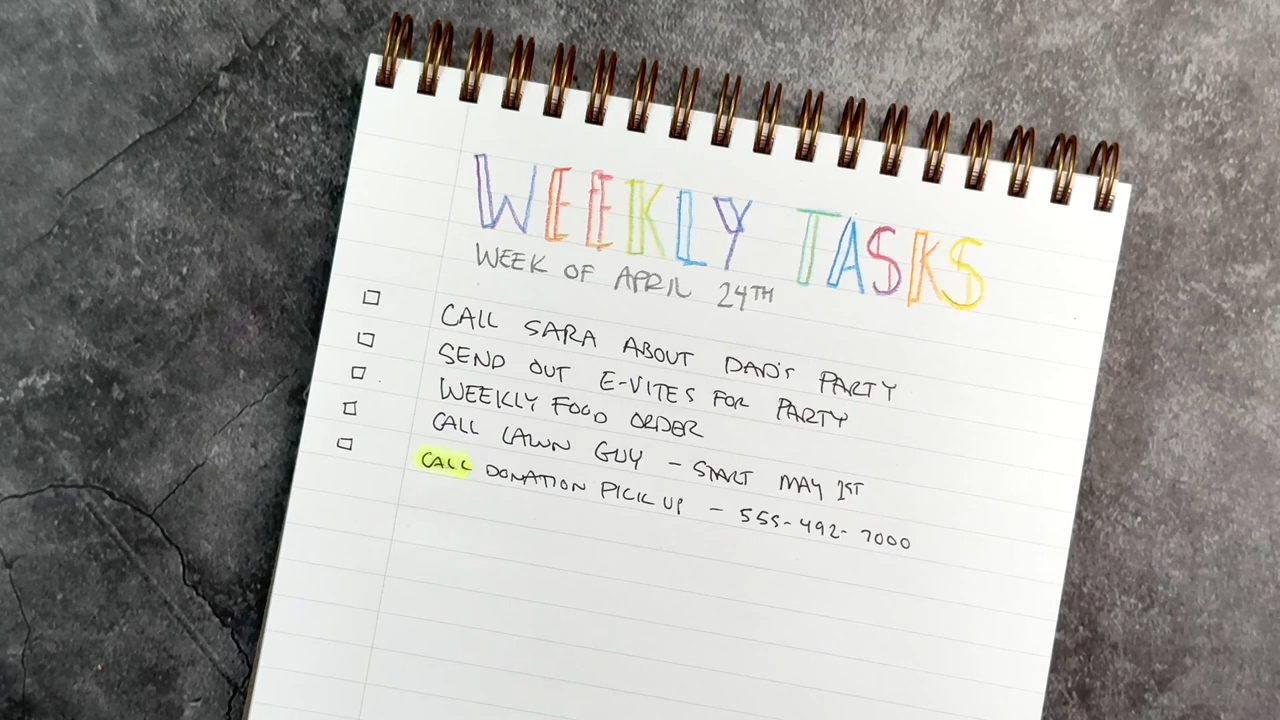 WEEKLY TASKS
WEEK OF APRIL 24TH
CALL SARA ABOUT DAD'S PARTY
SEND OUT E-VITES FOR PARTY
WEEKLY FOOD ORDER
CALL LAWN GUY - START MAY 1ST
CALL DONATION PICK UP - 555-492-7000